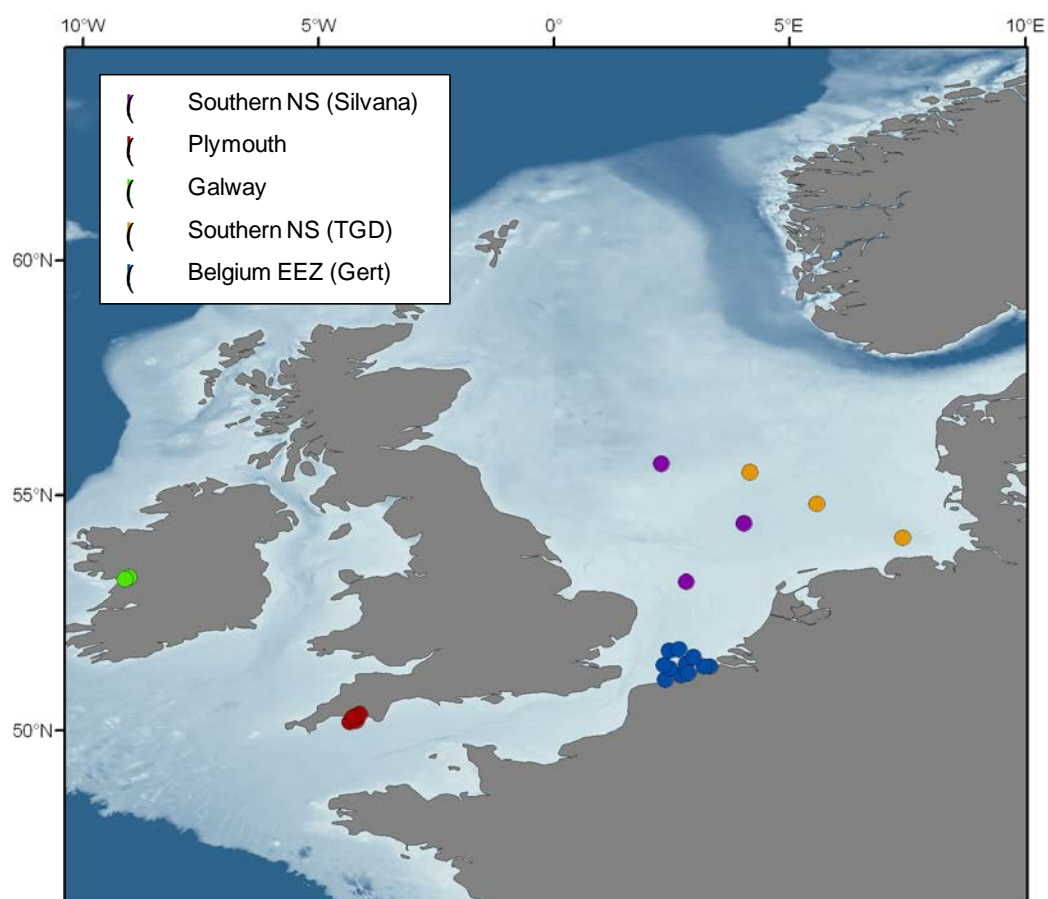 10°W 5°W 0° 5°E 10°E
( Southern NS (Silvana)
( Plymouth
( Galway
( Southern NS (TGD)
( Belgium EEZ (Gert)
60°N
55°N
50°N